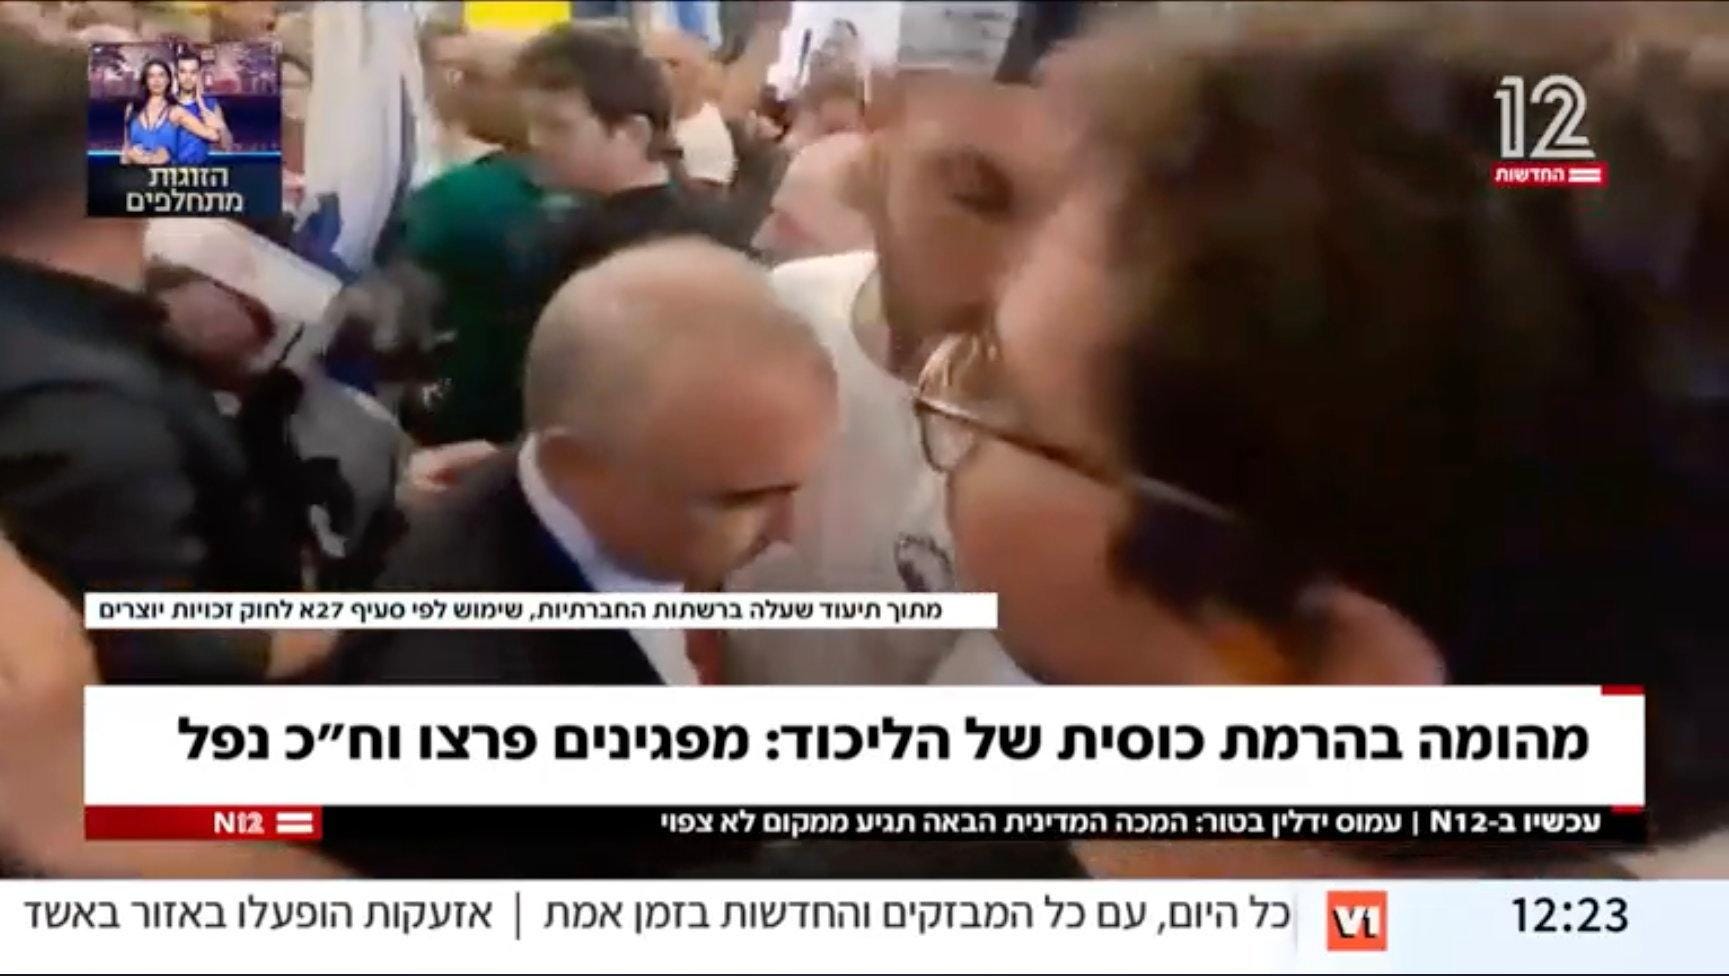 הזוגות
מתחלפים
12
החדשות
מתוך תיעוד שעלה ברשתות החברתיות, שימוש לפי סעיף 27א לחוק זכויות יוצרים
מהומה בהרמת כוסית של הליכוד: מפגינים פרצו וח״כ נפל
עכשיו ב-N12 | עמוס ידלין בטור: המכה המדינית הבאה תגיע ממקום לא צפוי
N12
12:23
כל היום, עם כל המבזקים והחדשות בזמן אמת | אזעקות הופעלו באזור באשד